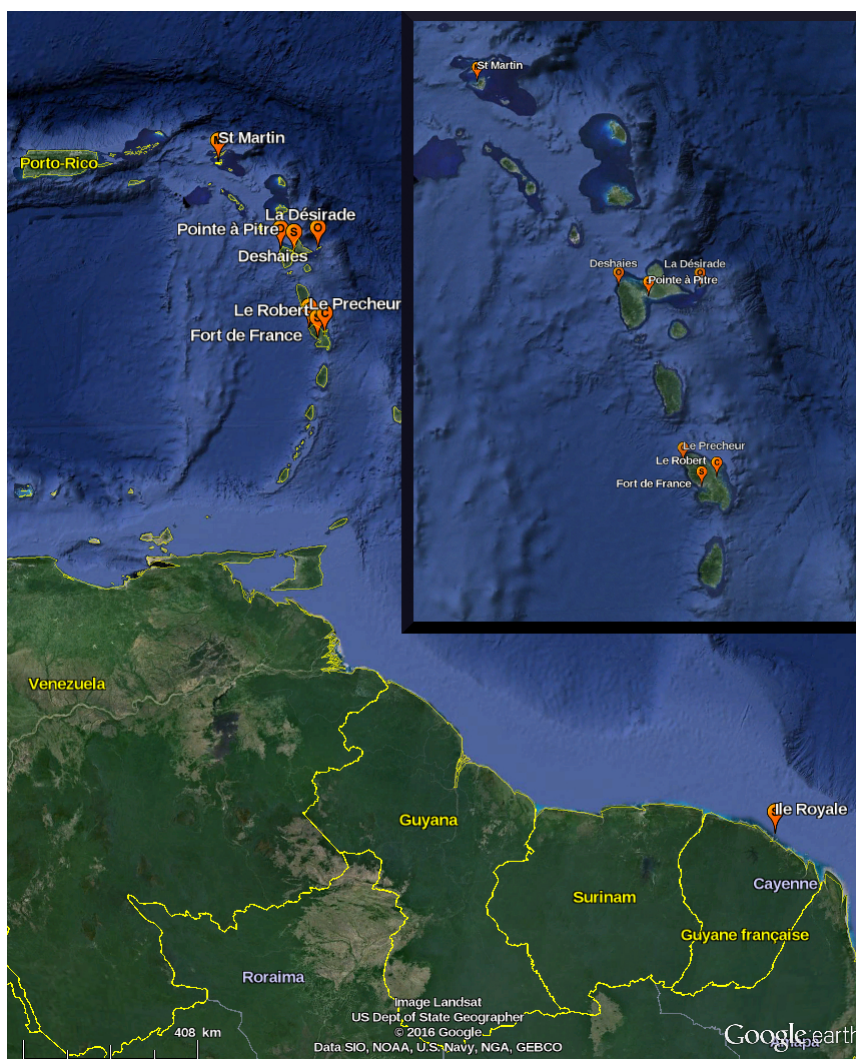 St Martin
Porto-Rico
La Désirade
Pointe à Pitre
Deshaies
Le Precheur
Le Robert
Fort de France
St Martin
Deshaies
La Désirade
Pointe à Pitre
Le Precheur
Le Robert
Fort de France
Venezuela
Guyana
Ile Royale
Cayenne
Surinam
Guyane française
Roraima
Image Landsat
US Dept of State Geographer
© 2016 Google
Data SIO, NOAA, U.S. Navy, NGA, GEBCO
408 km
Google earth
Amapá